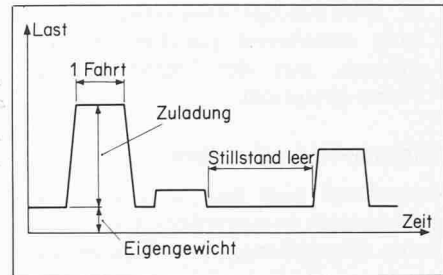 Last
1 Fahrt
Zuladung
Stillstand leer
Zeit
Eigengewicht